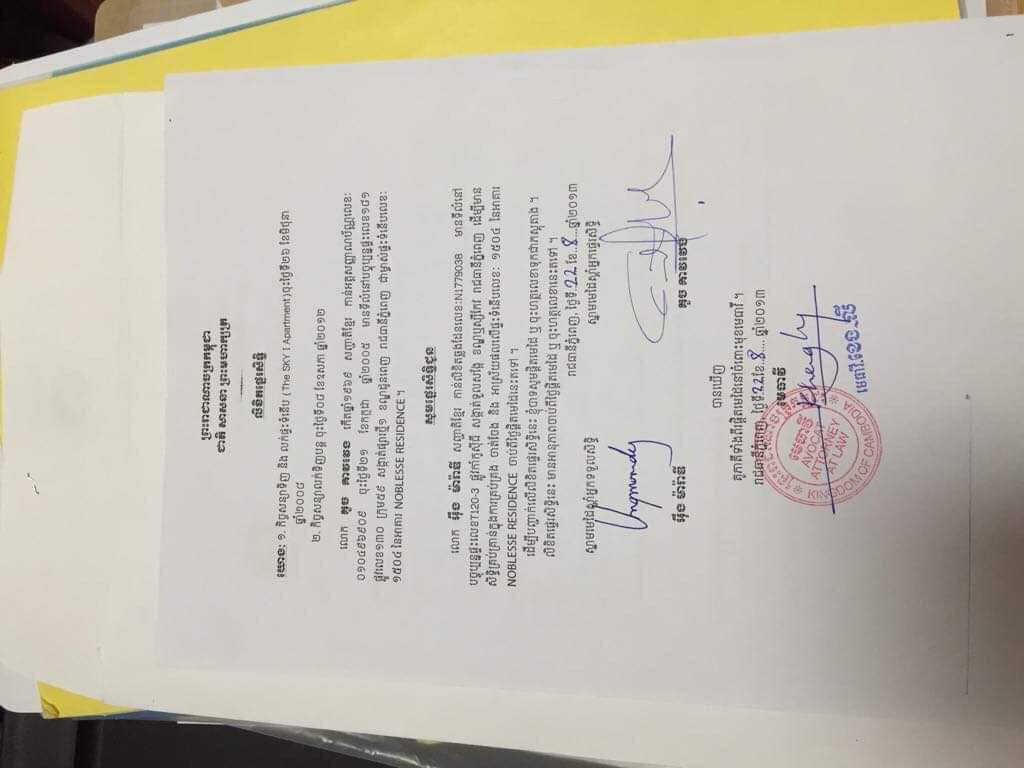 ព្រះរាជាណាចក្រកម្ពុជា
ជាតិ សាសនា ព្រះមហាក្សត្រ
លិខិតផ្ទេរសិទ្ធិ
យោង: ១. កិច្ចសន្យាទិញ និង លក់ផ្ទះទំនើប (The SKY I Apartment)ចុះថ្ងៃទី២៦ ខែមិថុនា
ឆ្នាំ២០០៨
២. កិច្ចសន្យាលក់ទិញបន្ត ចុះថ្ងៃទី០៨ ខែឧសភា ឆ្នាំ២០១២
លោក គួច គាវវេង កើតឆ្នាំ១៩៦៩ សញ្ជាតិខ្មែរ កាន់អត្តសញ្ញាណប័ណ្ណលេខ:
០១០៤៩៦៩០៩ ចុះថ្ងៃទី២១ ខែកក្កដា ឆ្នាំ២០០៥ មានទីលំនៅបច្ចុប្បន្នផ្ទះលេខ១៨១
ផ្លូវលេខ១៣០ ក្រុម៥៩ សង្កាត់ផ្សារថ្មី១ ខណ្ឌដូនពេញ រាជធានីភ្នំពេញ ជាម្ចាស់ផ្ទះទំនើបលេខ:
១៥០៤ នៃអាគារ NOBLESSE RESIDENCE ។
សូមផ្ទេរសិទ្ធិជូន
លោក អ៊ឹង ម៉ារ៉ាឌី សញ្ជាតិខ្មែរ កាន់លិខិតឆ្លងដែនលេខ:N1779038 មានទីលំនៅ
បច្ចុប្បន្នផ្ទះលេខT120-3 ផ្លូវកាំកូស៊ីធី សង្កាត់ទួលសង្កែ ខណ្ឌឬស្សីកែវ រាជធានីភ្នំពេញ ដើម្បីមាន
សិទ្ធិគ្រប់គ្រាន់ក្នុងការគ្រប់គ្រង ចាត់ចែង និង អាស្រ័យផលលើផ្ទះទំនើបលេខ: ១៥០៤ នៃអាគារ
NOBLESSE RESIDENCE ចាប់ពីថ្ងៃផ្តិតមេដៃនេះតទៅ ។
ដើម្បីបញ្ជាក់លើលិខិតផ្ទេរសិទ្ធិនេះ ខ្ញុំបាទសូមផ្តិតមេដៃ ឬ ចុះហត្ថលេខាទុកជាភស្តុតាង ។
លិខិតផ្ទេរសិទ្ធិនេះ មានអានុភាពចាប់ពីថ្ងៃផ្តិតមេដៃ ឬ ចុះហត្ថលេខានេះតទៅ ។
រាជធានីភ្នំពេញ, ថ្ងៃទី.22 ខែ..8....ឆ្នាំ២០១៣
ស្នាមមេដៃស្តាំអ្នកទទួលសិទ្ធិ ស្នាមមេដៃស្តាំអ្នកផ្ទេរសិទ្ធិ
អ៊ឹង ម៉ារ៉ាឌី គួច គាវវេង
បានឃើញ
គូភាគីទាំងពីរផ្តិតមេដៃនៅចំពោះមុខមេធាវី ។
រាជធានីភ្នំពេញ, ថ្ងៃទី.22.ខែ..8.... ឆ្នាំ២០១៣
មេធាវី
មេធាវី
AVOCAT
ATTORNEY
AT LAW
KINGDOM OF CAMBODIA
Kheng ly
មេធាវី.ខេង.លី
1